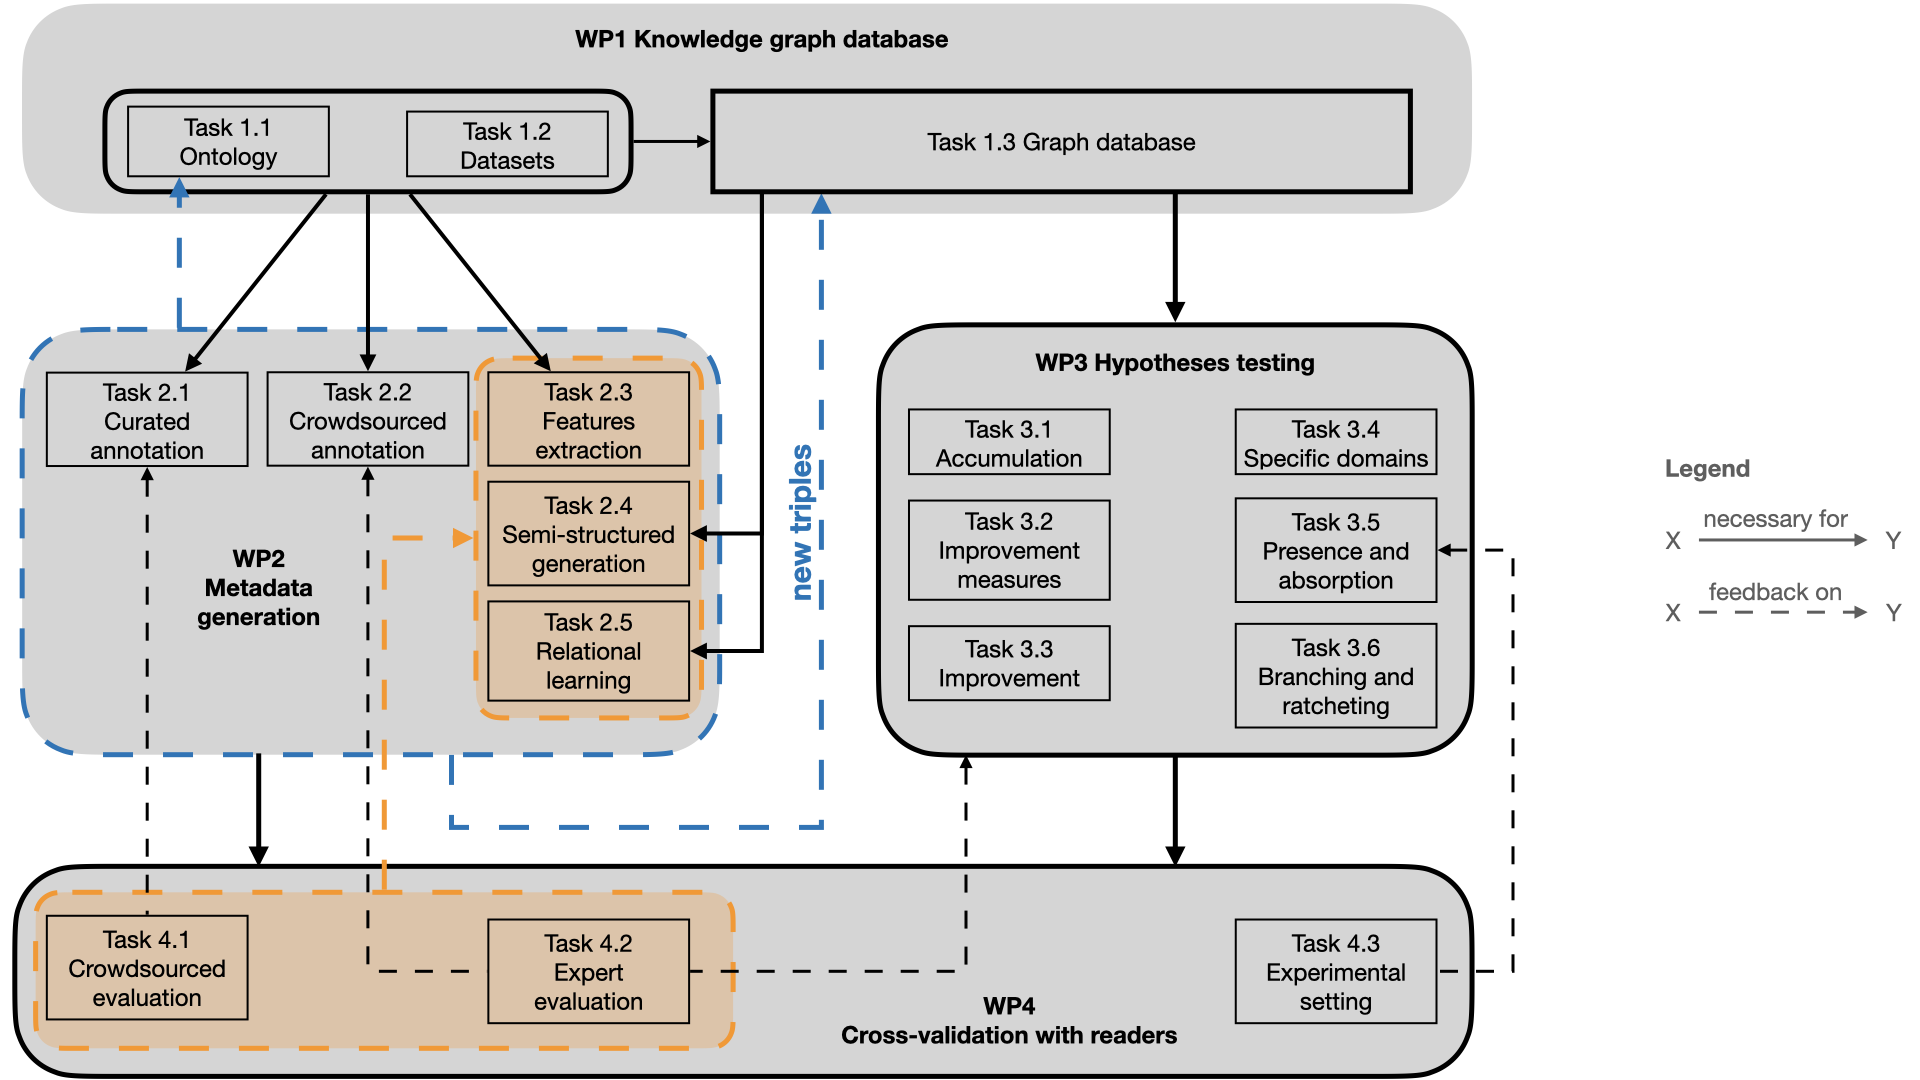 WP1 Knowledge graph database
Task 1.1
Ontology
Task 1.2
Datasets
Task 1.3 Graph database
Task 2.1
Curated
annotation
Task 2.2
Crowdsourced
annotation
Task 2.3
Features
extraction
Task 2.4
Semi-structured
generation
Task 2.5
Relational
learning
WP2
Metadata
generation
new triples
WP3 Hypotheses testing
Task 3.1
Accumulation
Task 3.2
Improvement
measures
Task 3.3
Improvement
Task 3.4
Specific domains
Task 3.5
Presence and
absorption
Task 3.6
Branching and
ratcheting
Legend
X necessary for Y
X feedback on Y
Task 4.1
Crowdsourced
evaluation
Task 4.2
Expert
evaluation
WP4
Cross-validation with readers
Task 4.3
Experimental
setting